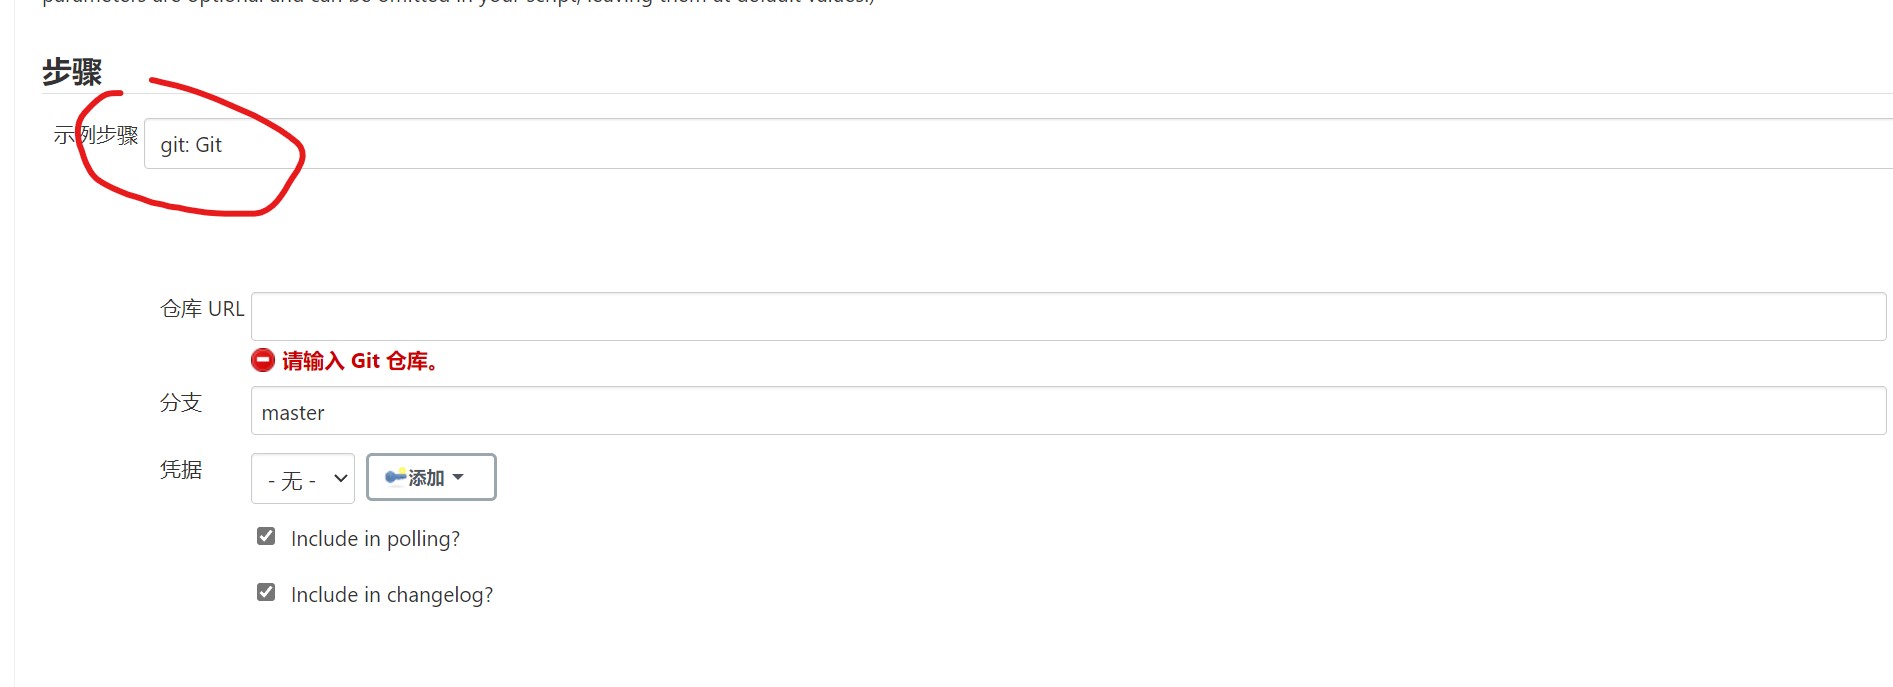 parameters are optional and can be omitted in your script, leaving them at default values.)
步骤
示例步骤 git: Git
仓库 URL
请输入 Git 仓库。
分支 master
凭据 - 无 - 添加
Include in polling?
Include in changelog?